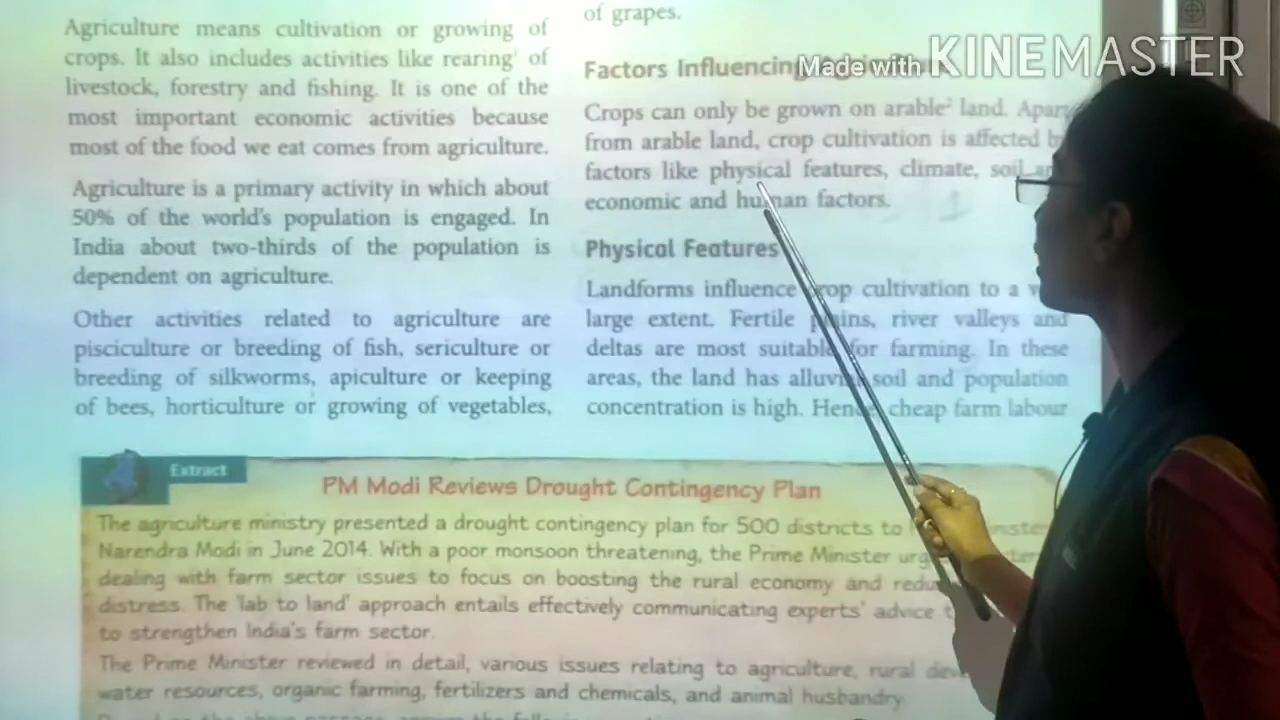 Agriculture means cultivation or growing of
crops. It also includes activities like rearing¹ of
livestock, forestry and fishing. It is one of the
most important economic activities because
most of the food we eat comes from agriculture.
Agriculture is a primary activity in which about
50% of the world's population is engaged. In
India about two-thirds of the population is
dependent on agriculture.
Other activities related to agriculture are
pisciculture or breeding of fish, sericulture or
breeding of silkworms, apiculture or keeping
of bees, horticulture or growing of vegetables,
of grapes.
Factors Influencing
Made with KINEMASTER
Crops can only be grown on arable² land. Apar
from arable land, crop cultivation is affected b
factors like physical features, climate, soil
economic and human factors.
Physical Features
Landforms influence crop cultivation to a
large extent. Fertile plains, river valleys and
deltas are most suitable for farming. In these
areas, the land has alluvial soil and population
concentration is high. Hence, cheap farm labour
Extract
PM Modi Reviews Drought Contingency Plan
The agriculture ministry presented a drought contingency plan for 500 districts to
Narendra Modi in June 2014. With a poor monsoon threatening, the Prime Minister
dealing with farm sector issues to focus on boosting the rural economy and
distress. The 'lab to land' approach entails effectively communicating experts' advice
to strengthen India's farm sector.
The Prime Minister reviewed in detail, various issues relating to agriculture, rural
water resources, organic farming, fertilizers and chemicals, and animal husbandry